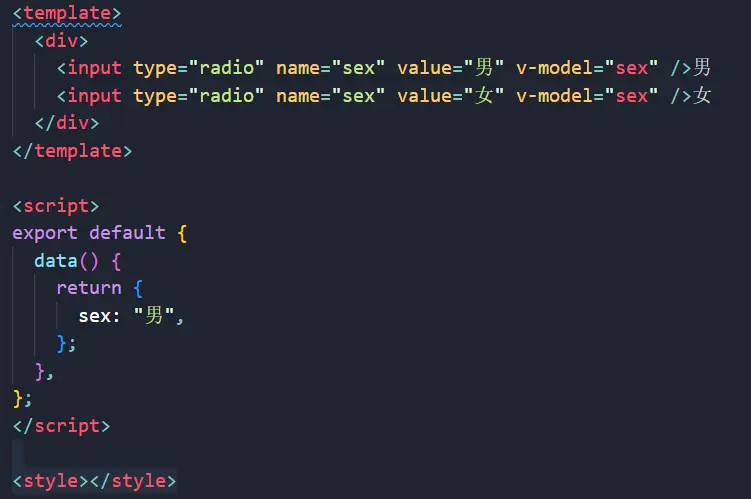 <template>
  <div>
    <input type="radio" name="sex" value="男" v-model="sex" />男
    <input type="radio" name="sex" value="女" v-model="sex" />女
  </div>
</template>

<script>
export default {
  data() {
    return {
      sex: "男",
    };
  },
};
</script>

<style></style>